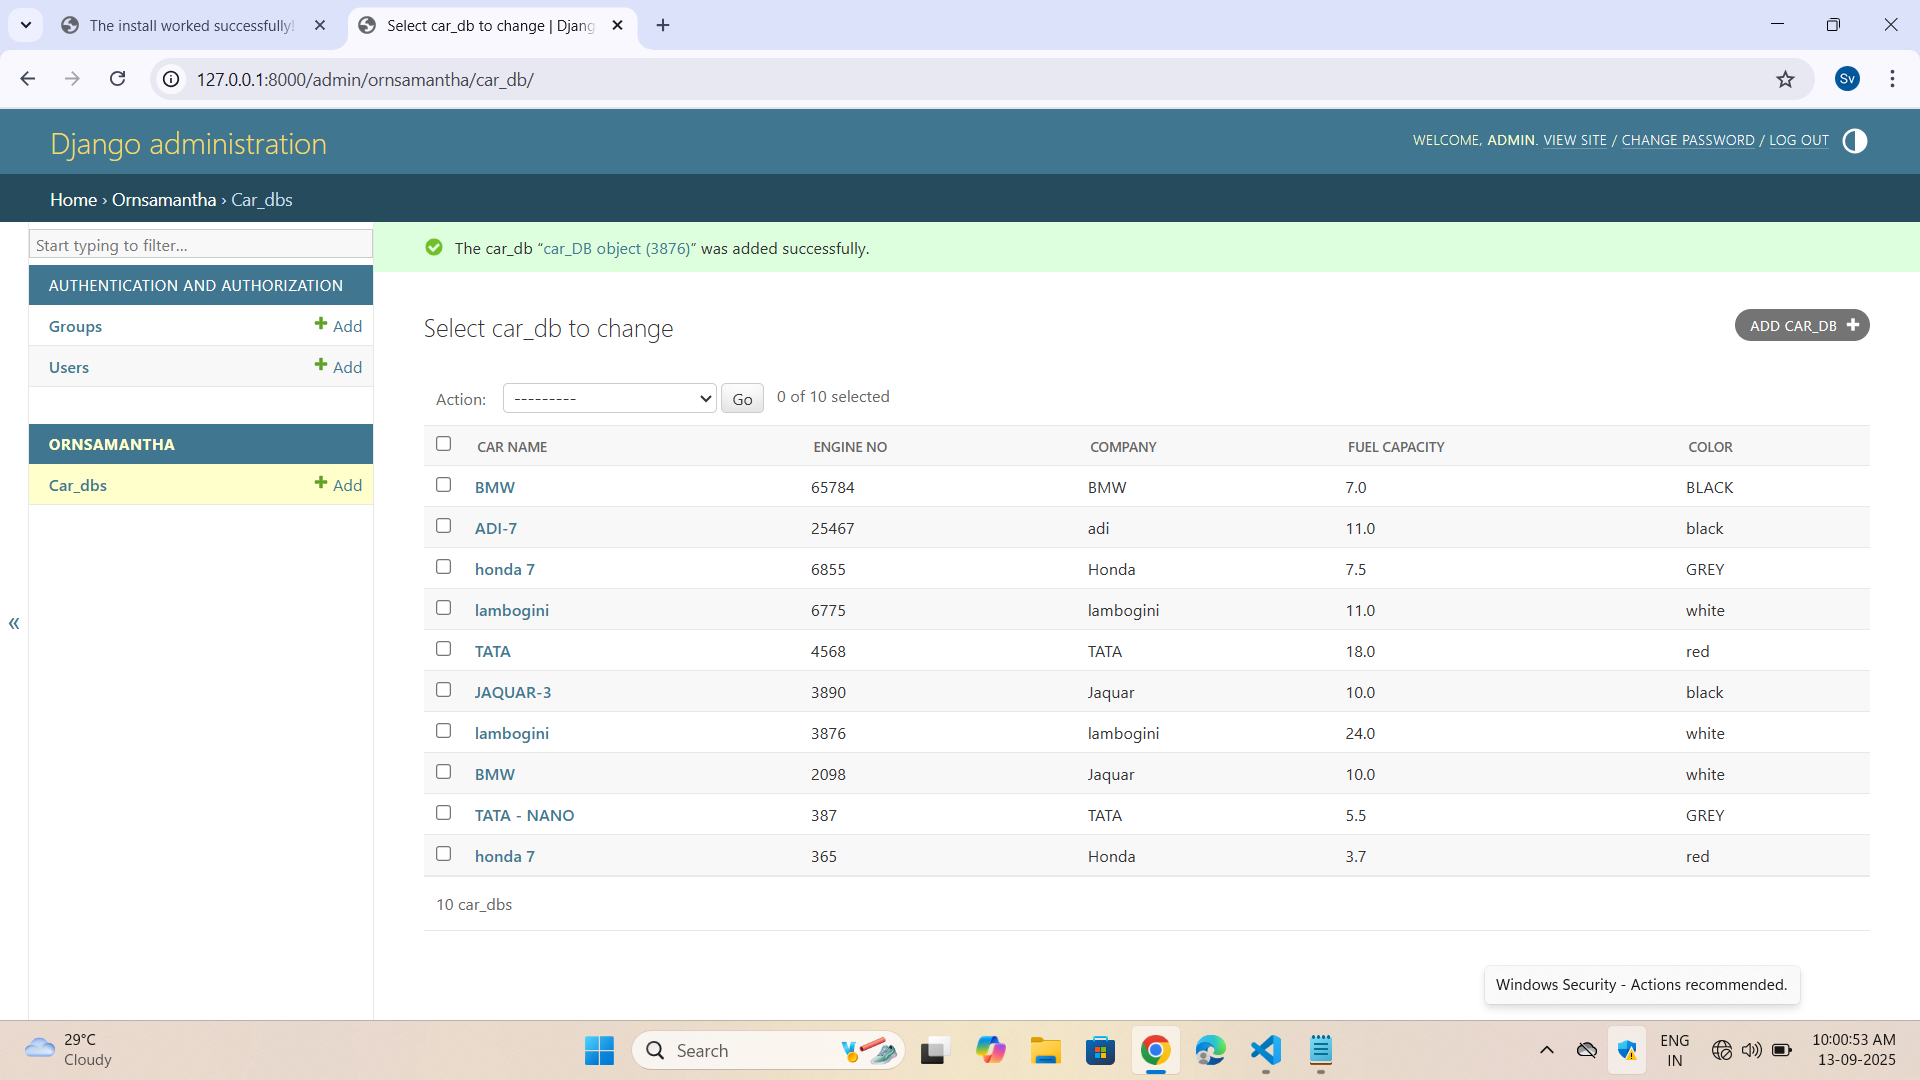 The install worked successfully!
Select car_db to change | Djang
127.0.0.1:8000/admin/ornsamantha/car_db/
Sv
Django administration
WELCOME, ADMIN. VIEW SITE / CHANGE PASSWORD / LOG OUT
Home › Ornsamantha › Car_dbs
Start typing to filter...
The car_db “car_DB object (3876)” was added successfully.
AUTHENTICATION AND AUTHORIZATION
Groups + Add
Users + Add
ORNSAMANTHA
Car_dbs + Add
«
Select car_db to change
ADD CAR_DB +
Action: --------- Go 0 of 10 selected
CAR NAME ENGINE NO COMPANY FUEL CAPACITY COLOR
BMW 65784 BMW 7.0 BLACK
ADI-7 25467 adi 11.0 black
honda 7 6855 Honda 7.5 GREY
lambogini 6775 lambogini 11.0 white
TATA 4568 TATA 18.0 red
JAQUAR-3 3890 Jaquar 10.0 black
lambogini 3876 lambogini 24.0 white
BMW 2098 Jaquar 10.0 white
TATA - NANO 387 TATA 5.5 GREY
honda 7 365 Honda 3.7 red
10 car_dbs
Windows Security - Actions recommended.
29°C
Cloudy
Search
ENG
IN
10:00:53 AM
13-09-2025